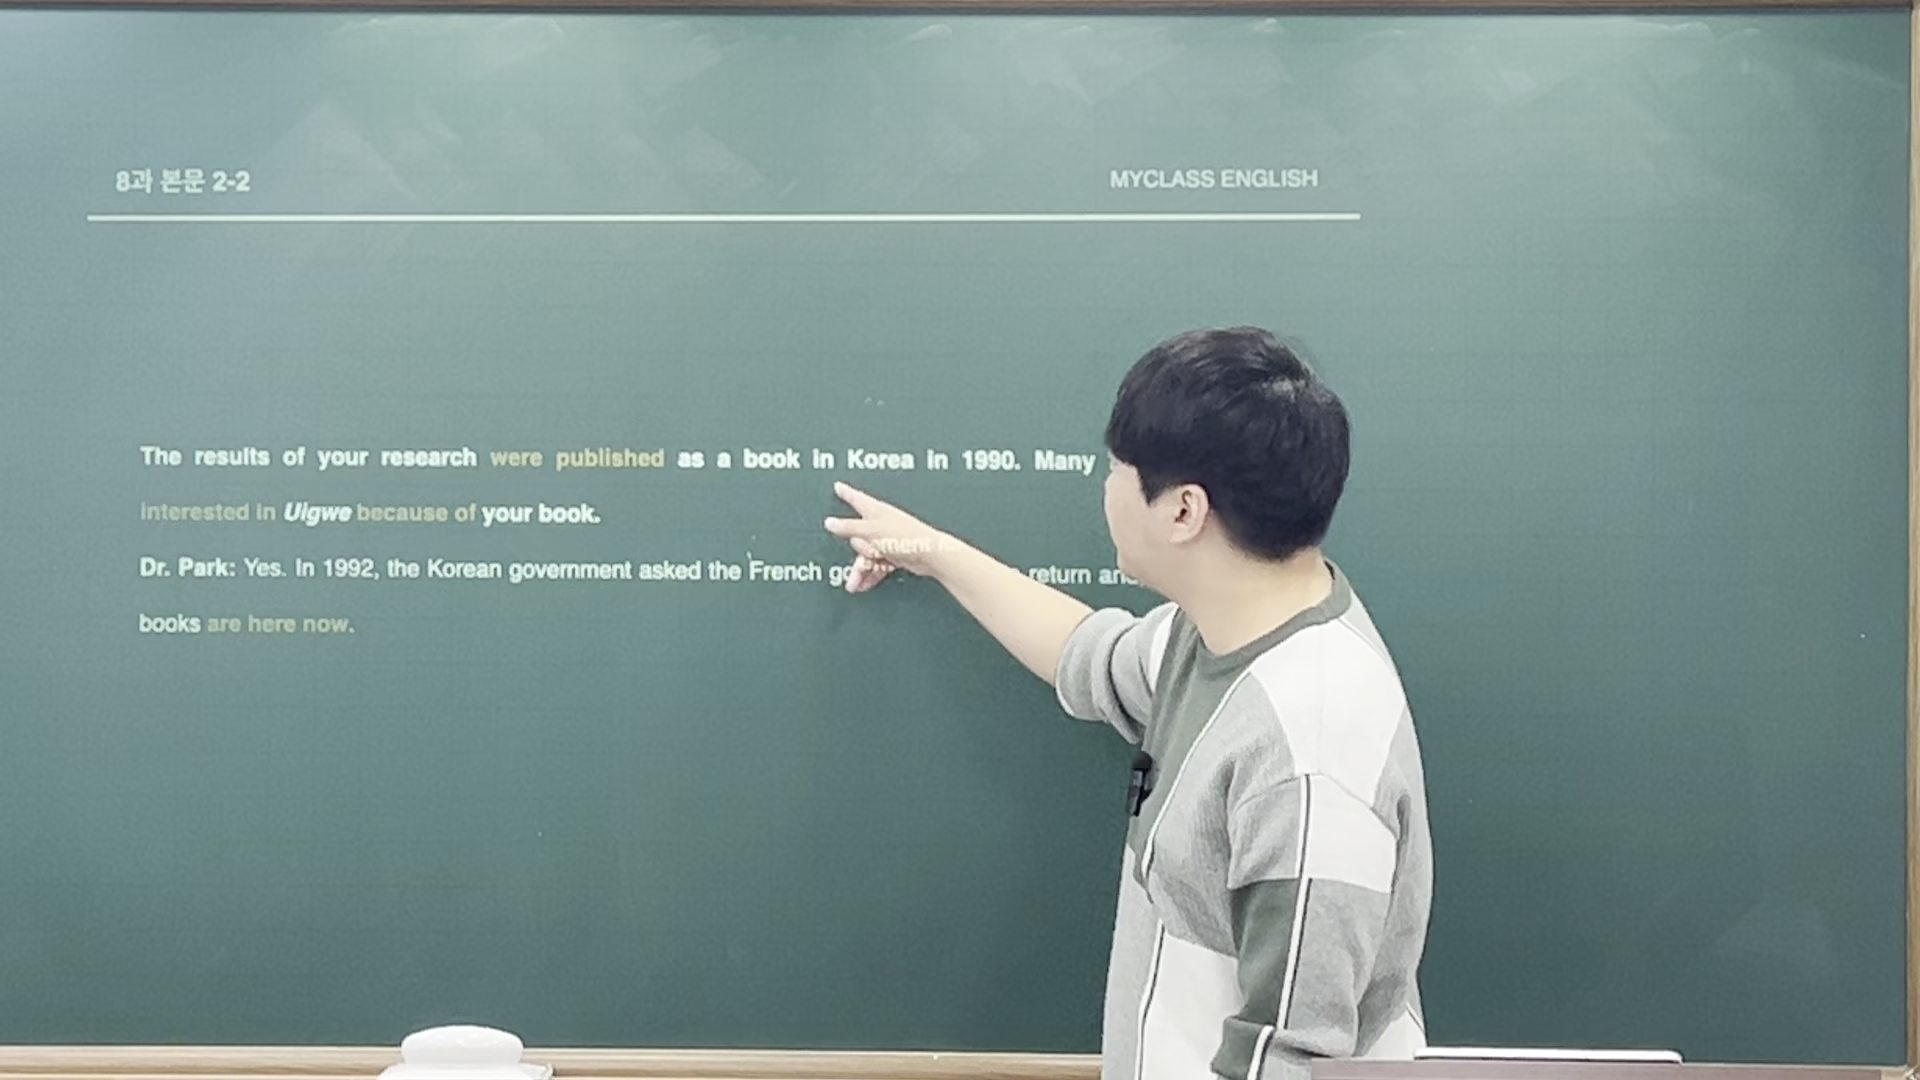 8과 본문 2-2
MYCLASS ENGLISH
The results of your research were published as a book in Korea in 1990. Many
interested in Uigwe because of your book.
Dr. Park: Yes. In 1992, the Korean government asked the French return
books are here now.